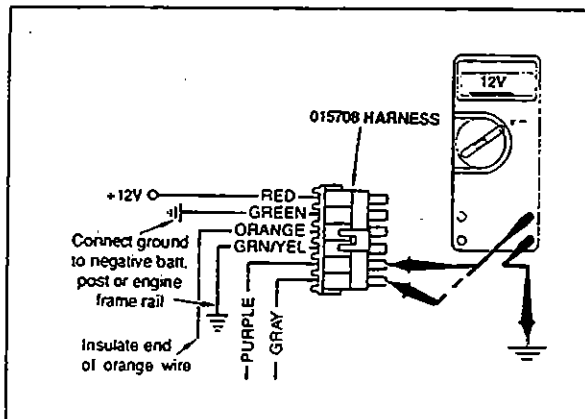 12V
015708 HARNESS
+12V
RED
GREEN
ORANGE
GRN/YEL
Connect ground
to negative batt.
post or engine
frame rail
PURPLE
GRAY
Insulate end
of orange wire